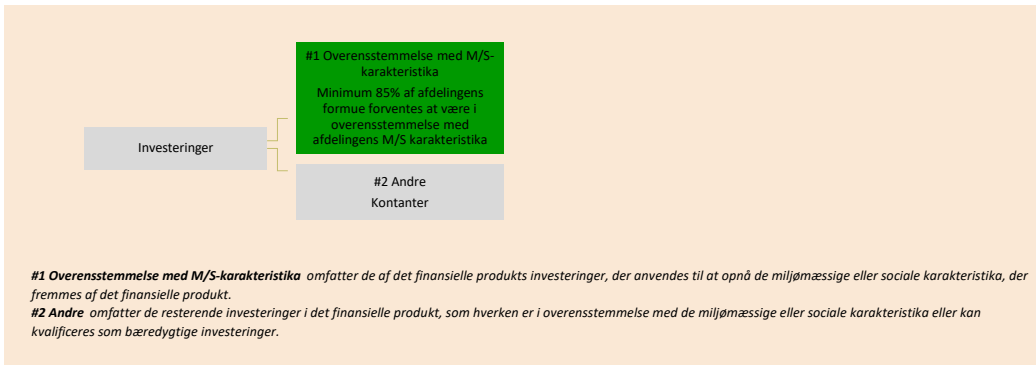 #1 Overensstemmelse med M/S-
karakteristika
Minimum 85% af afdelingens
formue forventes at være i
overensstemmelse med
afdelingens M/S karakteristika
Investeringer
#2 Andre
Kontanter
#1 Overensstemmelse med M/S-karakteristika omfatter de af det finansielle produkts investeringer, der anvendes til at opnå de miljømæssige eller sociale karakteristika, der
fremmes af det finansielle produkt.
#2 Andre omfatter de resterende investeringer i det finansielle produkt, som hverken er i overensstemmelse med de miljømæssige eller sociale karakteristika eller kan
kvalificeres som bæredygtige investeringer.